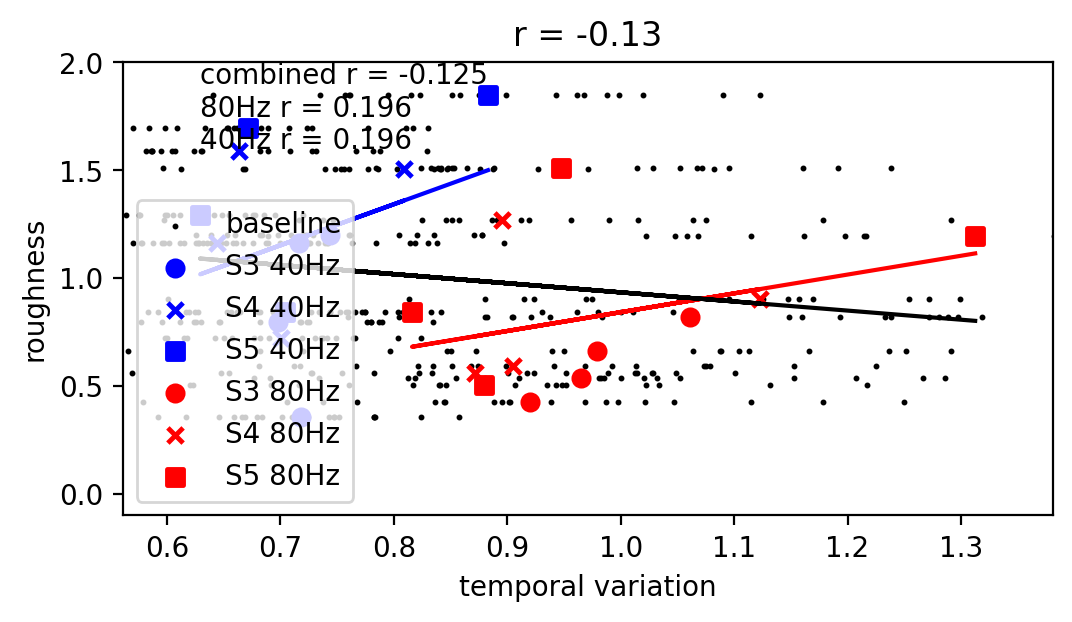 r = -0.13
combined r = -0.125
80Hz r = 0.196
40Hz r = 0.196
2.0
1.5
1.0
0.5
0.0
roughness
baseline
S3 40Hz
S4 40Hz
S5 40Hz
S3 80Hz
S4 80Hz
S5 80Hz
0.6 0.7 0.8 0.9 1.0 1.1 1.2 1.3
temporal variation